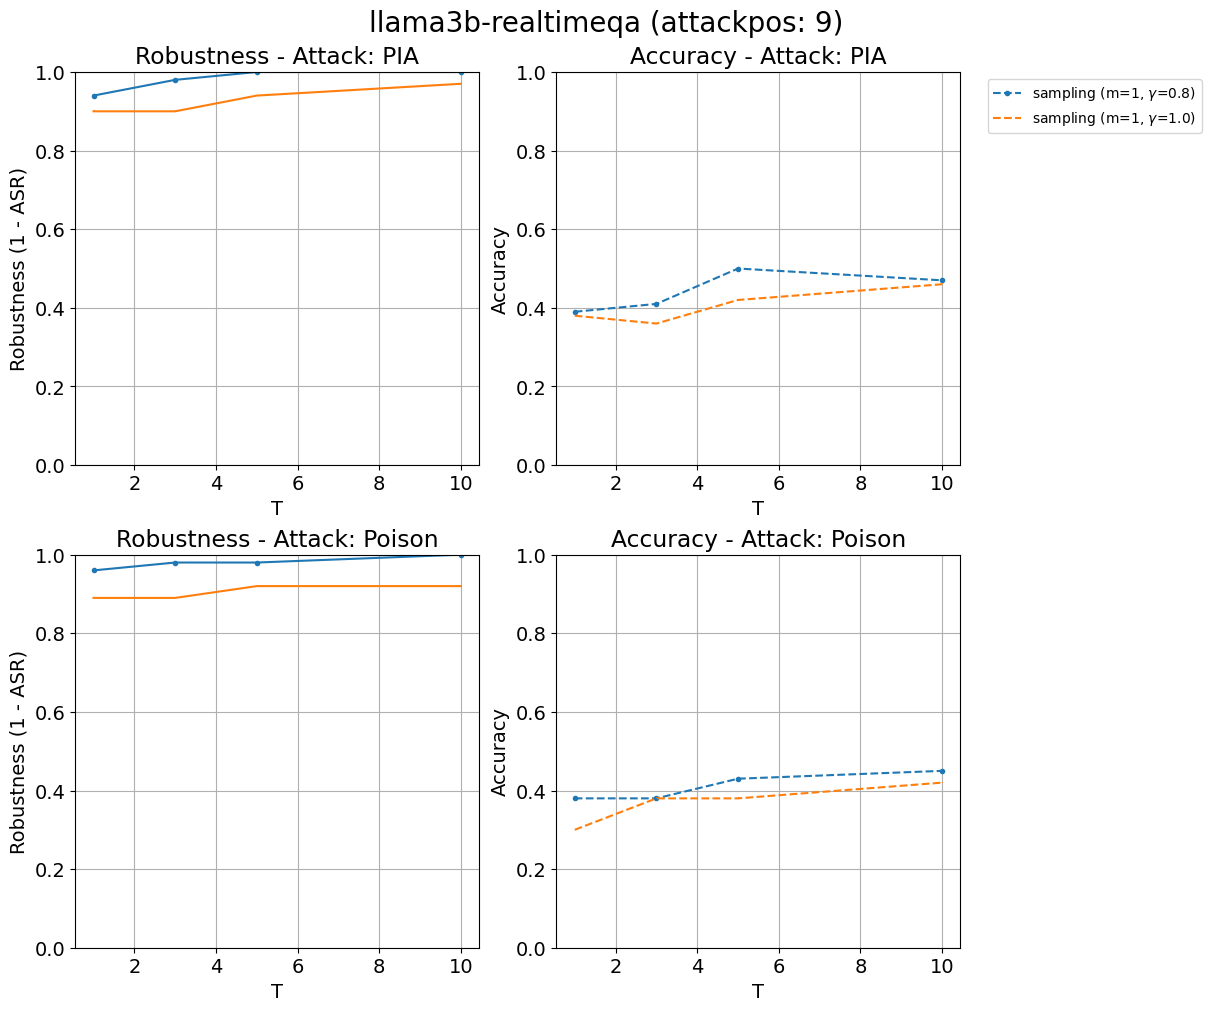 llama3b-realtimeqa (attackpos: 9)
Robustness - Attack: PIA
Robustness (1 - ASR)
1.0
0.8
0.6
0.4
0.2
0.0
2 4 6 8 10
T
Accuracy - Attack: PIA
Accuracy
1.0
0.8
0.6
0.4
0.2
0.0
2 4 6 8 10
T
sampling (m=1, γ=0.8)
sampling (m=1, γ=1.0)
Robustness - Attack: Poison
Robustness (1 - ASR)
1.0
0.8
0.6
0.4
0.2
0.0
2 4 6 8 10
T
Accuracy - Attack: Poison
Accuracy
1.0
0.8
0.6
0.4
0.2
0.0
2 4 6 8 10
T